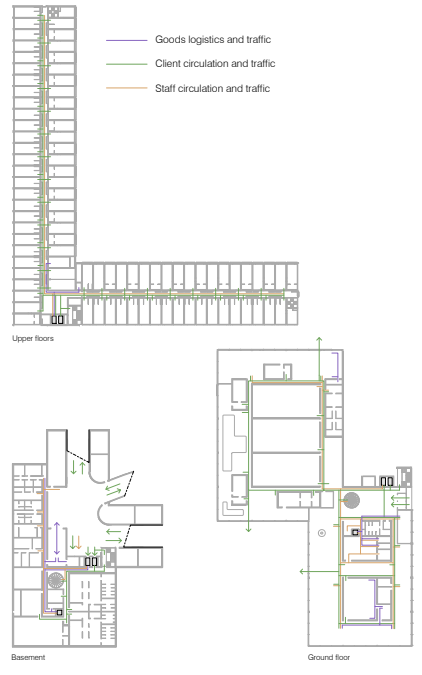 Goods logistics and traffic
Client circulation and traffic
Staff circulation and traffic
Upper floors
Basement
Ground floor